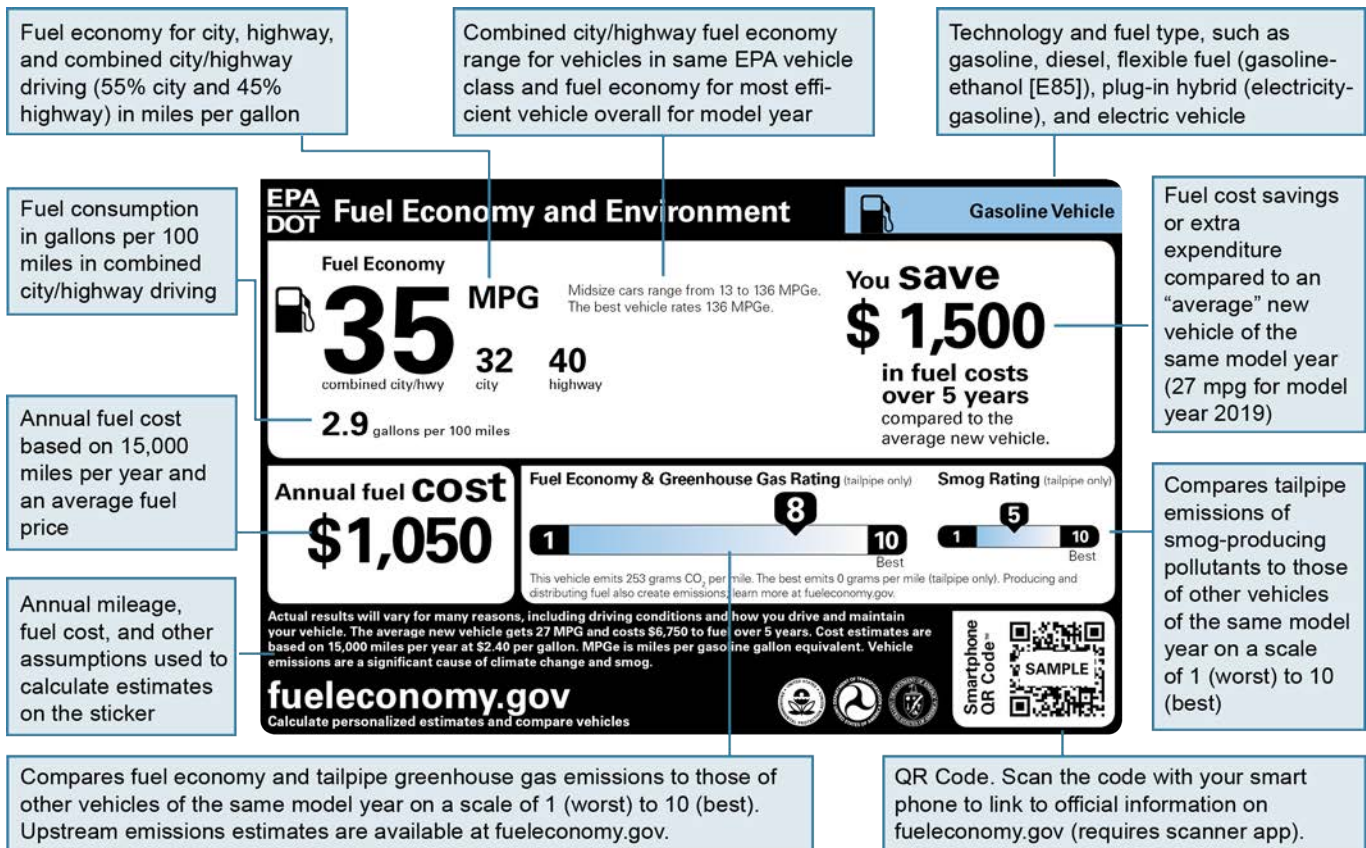 Fuel economy for city, highway,
and combined city/highway
driving (55% city and 45%
highway) in miles per gallon
Combined city/highway fuel economy
range for vehicles in same EPA vehicle
class and fuel economy for most effi-
cient vehicle overall for model year
Technology and fuel type, such as
gasoline, diesel, flexible fuel (gasoline-
ethanol [E85]), plug-in hybrid (electricity-
gasoline), and electric vehicle
Fuel consumption
in gallons per 100
miles in combined
city/highway driving
Annual fuel cost
based on 15,000
miles per year and
an average fuel
price
Annual mileage,
fuel cost, and other
assumptions used to
calculate estimates
on the sticker
EPA
DOT
Fuel Economy and Environment
Gasoline Vehicle
Fuel Economy
35 MPG
combined city/hwy
32
city
40
highway
2.9 gallons per 100 miles
Midsize cars range from 13 to 136 MPGe.
The best vehicle rates 136 MPGe.
You save
$ 1,500
in fuel costs
over 5 years
compared to the
average new vehicle.
Annual fuel cost
$1,050
Fuel Economy & Greenhouse Gas Rating (tailpipe only)
1 8 10
Best
Smog Rating (tailpipe only)
1 5 10
Best
This vehicle emits 253 grams CO2 per mile. The best emits 0 grams per mile (tailpipe only). Producing and
distributing fuel also create emissions; learn more at fueleconomy.gov.
Actual results will vary for many reasons, including driving conditions and how you drive and maintain
your vehicle. The average new vehicle gets 27 MPG and costs $6,750 to fuel over 5 years. Cost estimates are
based on 15,000 miles per year at $2.40 per gallon. MPGe is miles per gasoline gallon equivalent. Vehicle
emissions are a significant cause of climate change and smog.
fueleconomy.gov
Calculate personalized estimates and compare vehicles
Smartphone
QR Code™
SAMPLE
Fuel cost savings
or extra
expenditure
compared to an
“average” new
vehicle of the
same model year
(27 mpg for model
year 2019)
Compares tailpipe
emissions of
smog-producing
pollutants to those
of other vehicles
of the same model
year on a scale
of 1 (worst) to 10
(best)
Compares fuel economy and tailpipe greenhouse gas emissions to those of
other vehicles of the same model year on a scale of 1 (worst) to 10 (best).
Upstream emissions estimates are available at fueleconomy.gov.
QR Code. Scan the code with your smart
phone to link to official information on
fueleconomy.gov (requires scanner app).